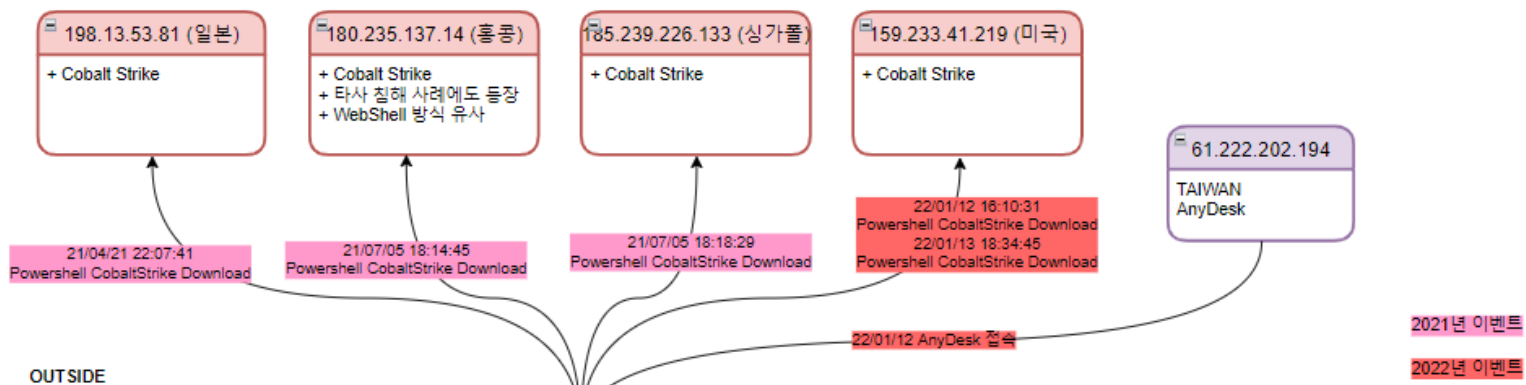 198.13.53.81 (일본)
+ Cobalt Strike
180.235.137.14 (홍콩)
+ Cobalt Strike
+ 타사 침해 사례에도 등장
+ WebShell 방식 유사
185.239.226.133 (싱가폴)
+ Cobalt Strike
159.233.41.219 (미국)
+ Cobalt Strike
61.222.202.194
TAIWAN
AnyDesk
21/04/21 22:07:41
Powershell CobaltStrike Download
21/07/05 18:14:45
Powershell CobaltStrike Download
21/07/05 18:18:29
Powershell CobaltStrike Download
22/01/12 16:10:31
Powershell CobaltStrike Download
22/01/13 18:34:45
Powershell CobaltStrike Download
22/01/12 AnyDesk 접속
2021년 이벤트
2022년 이벤트
OUTSIDE